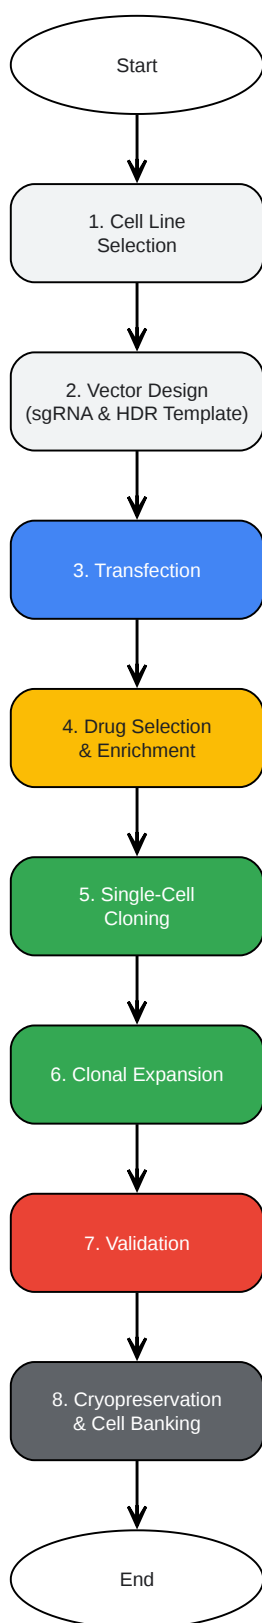 Start
1. Cell Line
Selection
2. Vector Design
(sgRNA & HDR Template)
3. Transfection
4. Drug Selection
& Enrichment
5. Single-Cell
Cloning
6. Clonal Expansion
7. Validation
8. Cryopreservation
& Cell Banking
End